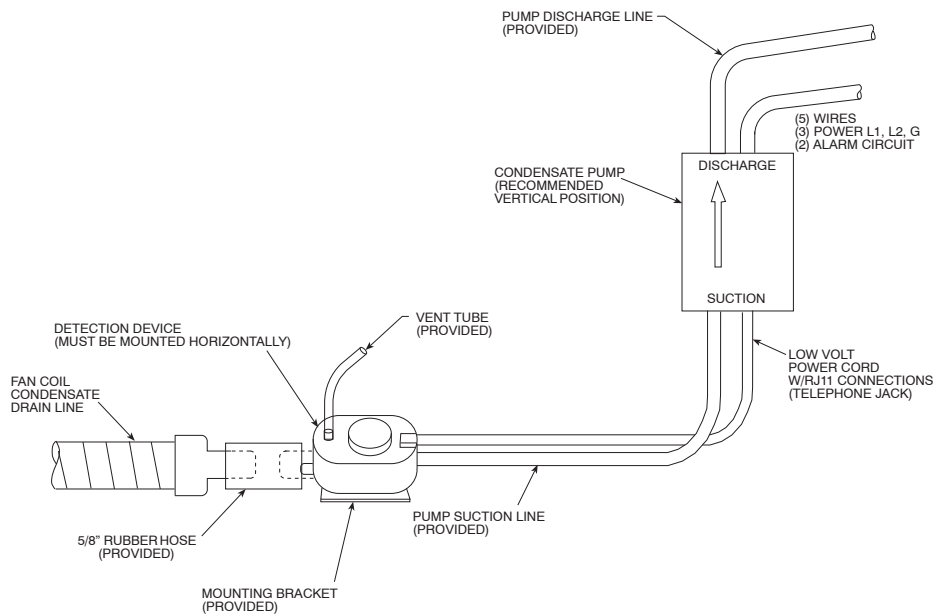 PUMP DISCHARGE LINE
(PROVIDED)
(5) WIRES
(3) POWER L1, L2, G
(2) ALARM CIRCUIT
DISCHARGE
CONDENSATE PUMP
(RECOMMENDED
VERTICAL POSITION)
SUCTION
VENT TUBE
(PROVIDED)
DETECTION DEVICE
(MUST BE MOUNTED HORIZONTALLY)
LOW VOLT
POWER CORD
W/RJ11 CONNECTIONS
(TELEPHONE JACK)
FAN COIL
CONDENSATE
DRAIN LINE
PUMP SUCTION LINE
(PROVIDED)
5/8" RUBBER HOSE
(PROVIDED)
MOUNTING BRACKET
(PROVIDED)